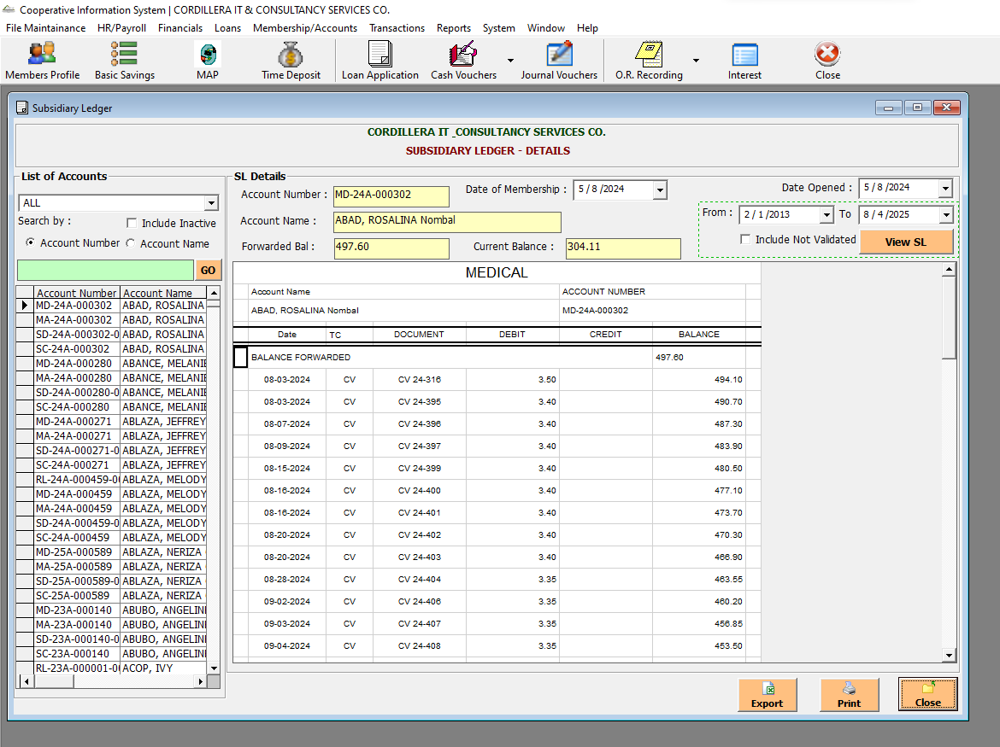 Cooperative Information System | CORDILLERA IT & CONSULTANCY SERVICES CO.
File Maintainance HR/Payroll Financials Loans Membership/Accounts Transactions Reports System Window Help
Members Profile Basic Savings MAP Time Deposit Loan Application Cash Vouchers Journal Vouchers O.R. Recording Interest Close
Subsidiary Ledger
CORDILLERA IT _CONSULTANCY SERVICES CO.
SUBSIDIARY LEDGER - DETAILS
List of Accounts
ALL
Search by :
Include Inactive
Account Number Account Name
GO
Account Number Account Name
MD-24A-000302 ABAD, ROSALINA
MA-24A-000302 ABAD, ROSALINA
SD-24A-000302-0 ABAD, ROSALINA
SC-24A-000302 ABAD, ROSALINA
MD-24A-000280 ABANCE, MELANIE
MA-24A-000280 ABANCE, MELANIE
SD-24A-000280-0 ABANCE, MELANIE
SC-24A-000280 ABANCE, MELANIE
MD-24A-000271 ABLAZA, JEFFREY
MA-24A-000271 ABLAZA, JEFFREY
SD-24A-000271-0 ABLAZA, JEFFREY
SC-24A-000271 ABLAZA, JEFFREY
RL-24A-000459-00 ABLAZA, MELODY
MD-24A-000459 ABLAZA, MELODY
MA-24A-000459 ABLAZA, MELODY
SD-24A-000459-0 ABLAZA, MELODY
SC-24A-000459 ABLAZA, MELODY
MD-25A-000589 ABLAZA, NERIZA
MA-25A-000589 ABLAZA, NERIZA
SD-25A-000589-0 ABLAZA, NERIZA
SC-25A-000589 ABLAZA, NERIZA
MD-23A-000140 ABUBO, ANGELINE
MA-23A-000140 ABUBO, ANGELINE
SD-23A-000140-0 ABUBO, ANGELINE
SC-23A-000140 ABUBO, ANGELINE
RL-23A-000001-00 ACOP, IVY
SL Details
Account Number : MD-24A-000302 Date of Membership : 5 / 8 /2024 Date Opened : 5 / 8 /2024
From : 2 / 1 /2013 To 8 / 4 /2025
Account Name : ABAD, ROSALINA Nombal
Include Not Validated View SL
Forwarded Bal : 497.60 Current Balance : 304.11
MEDICAL
Account Name ACCOUNT NUMBER
ABAD, ROSALINA Nombal MD-24A-000302
Date TC DOCUMENT DEBIT CREDIT BALANCE
BALANCE FORWARDED 497.60
08-03-2024 CV CV 24-316 3.50 494.10
08-03-2024 CV CV 24-395 3.40 490.70
08-07-2024 CV CV 24-396 3.40 487.30
08-09-2024 CV CV 24-397 3.40 483.90
08-15-2024 CV CV 24-399 3.40 480.50
08-16-2024 CV CV 24-400 3.40 477.10
08-16-2024 CV CV 24-401 3.40 473.70
08-20-2024 CV CV 24-402 3.40 470.30
08-20-2024 CV CV 24-403 3.40 466.90
08-28-2024 CV CV 24-404 3.35 463.55
09-02-2024 CV CV 24-406 3.35 460.20
09-03-2024 CV CV 24-407 3.35 456.85
09-04-2024 CV CV 24-408 3.35 453.50
Export Print Close